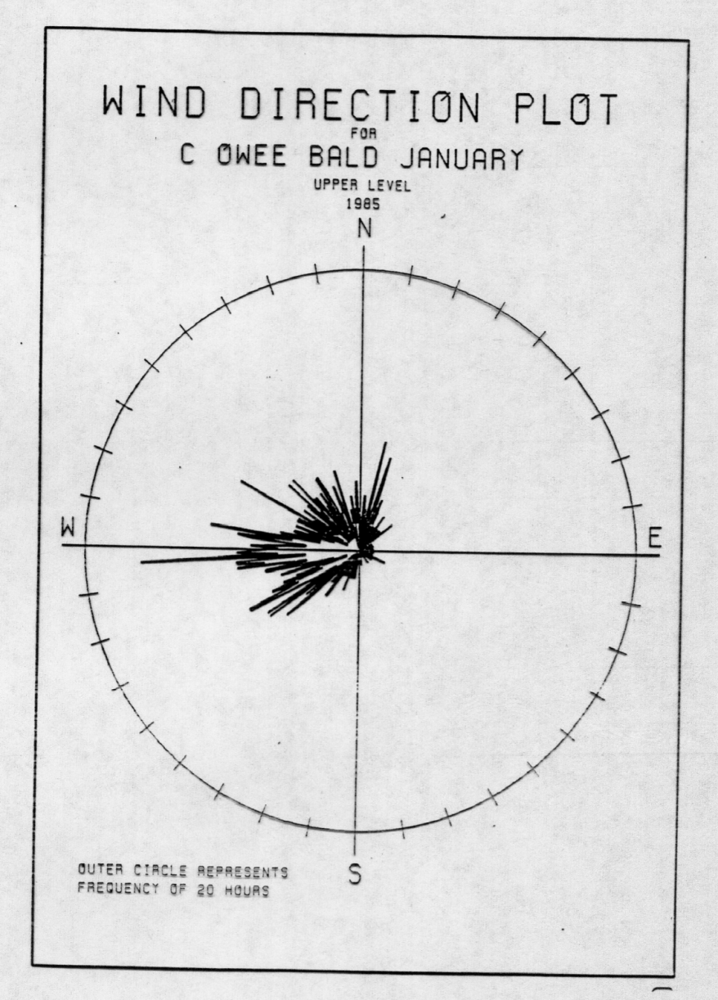 WIND DIRECTION PLOT
FOR
C OWEE BALD JANUARY
UPPER LEVEL
1985
N
W
E
S
OUTER CIRCLE REPRESENTS
FREQUENCY OF 20 HOURS